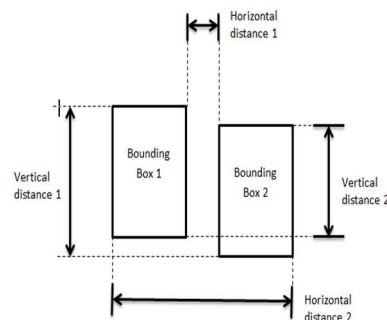 Horizontal
distance 1
Bounding
Box 1
Bounding
Box 2
Vertical
distance 1
Vertical
distance 2
Horizontal
distance 2